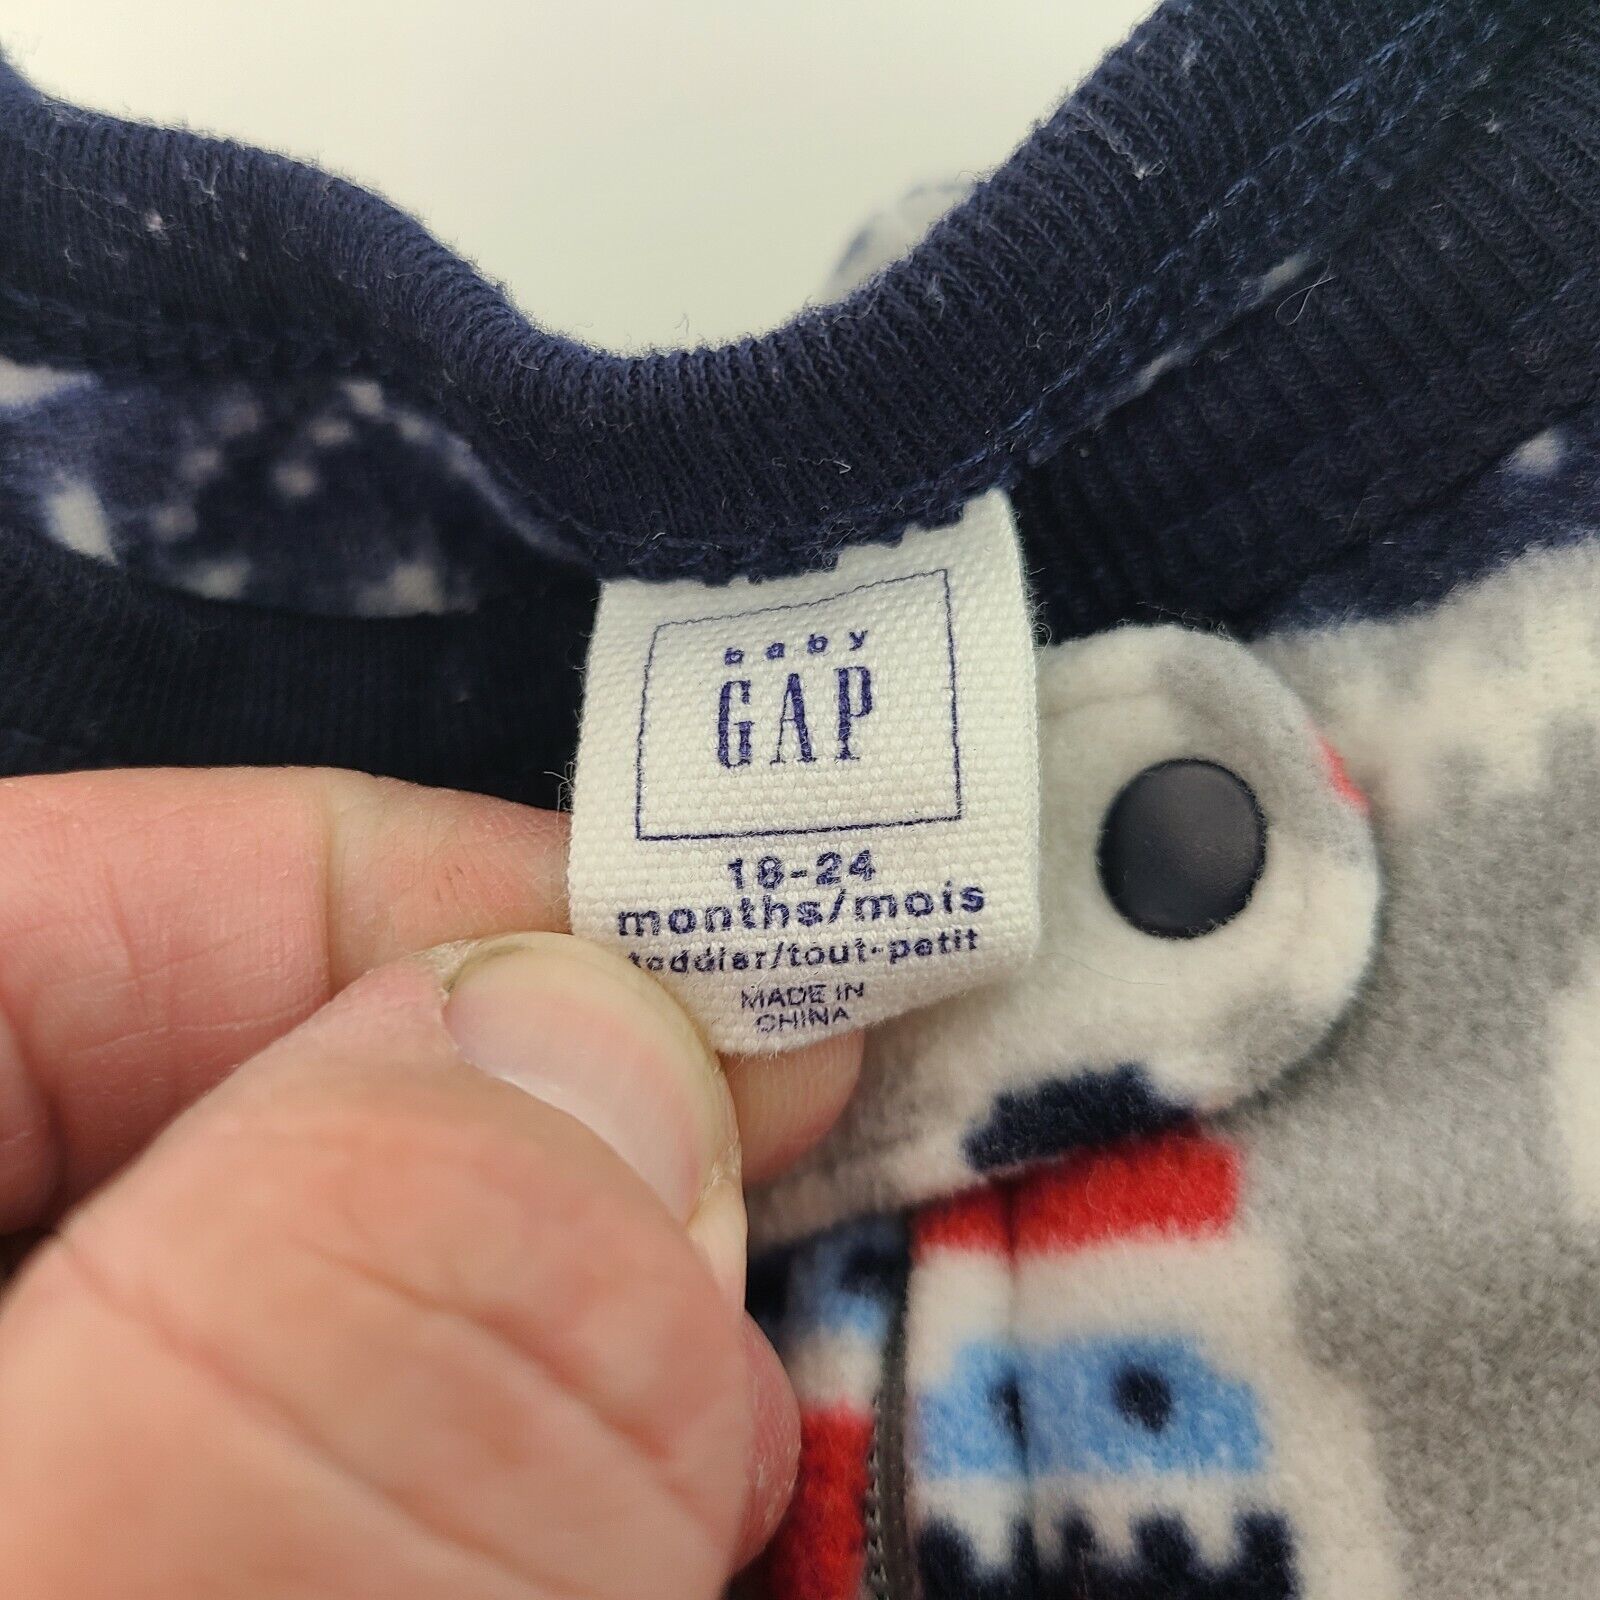 baby
GAP
18-24
months/mois
toddler/tout-petit
MADE IN
CHINA